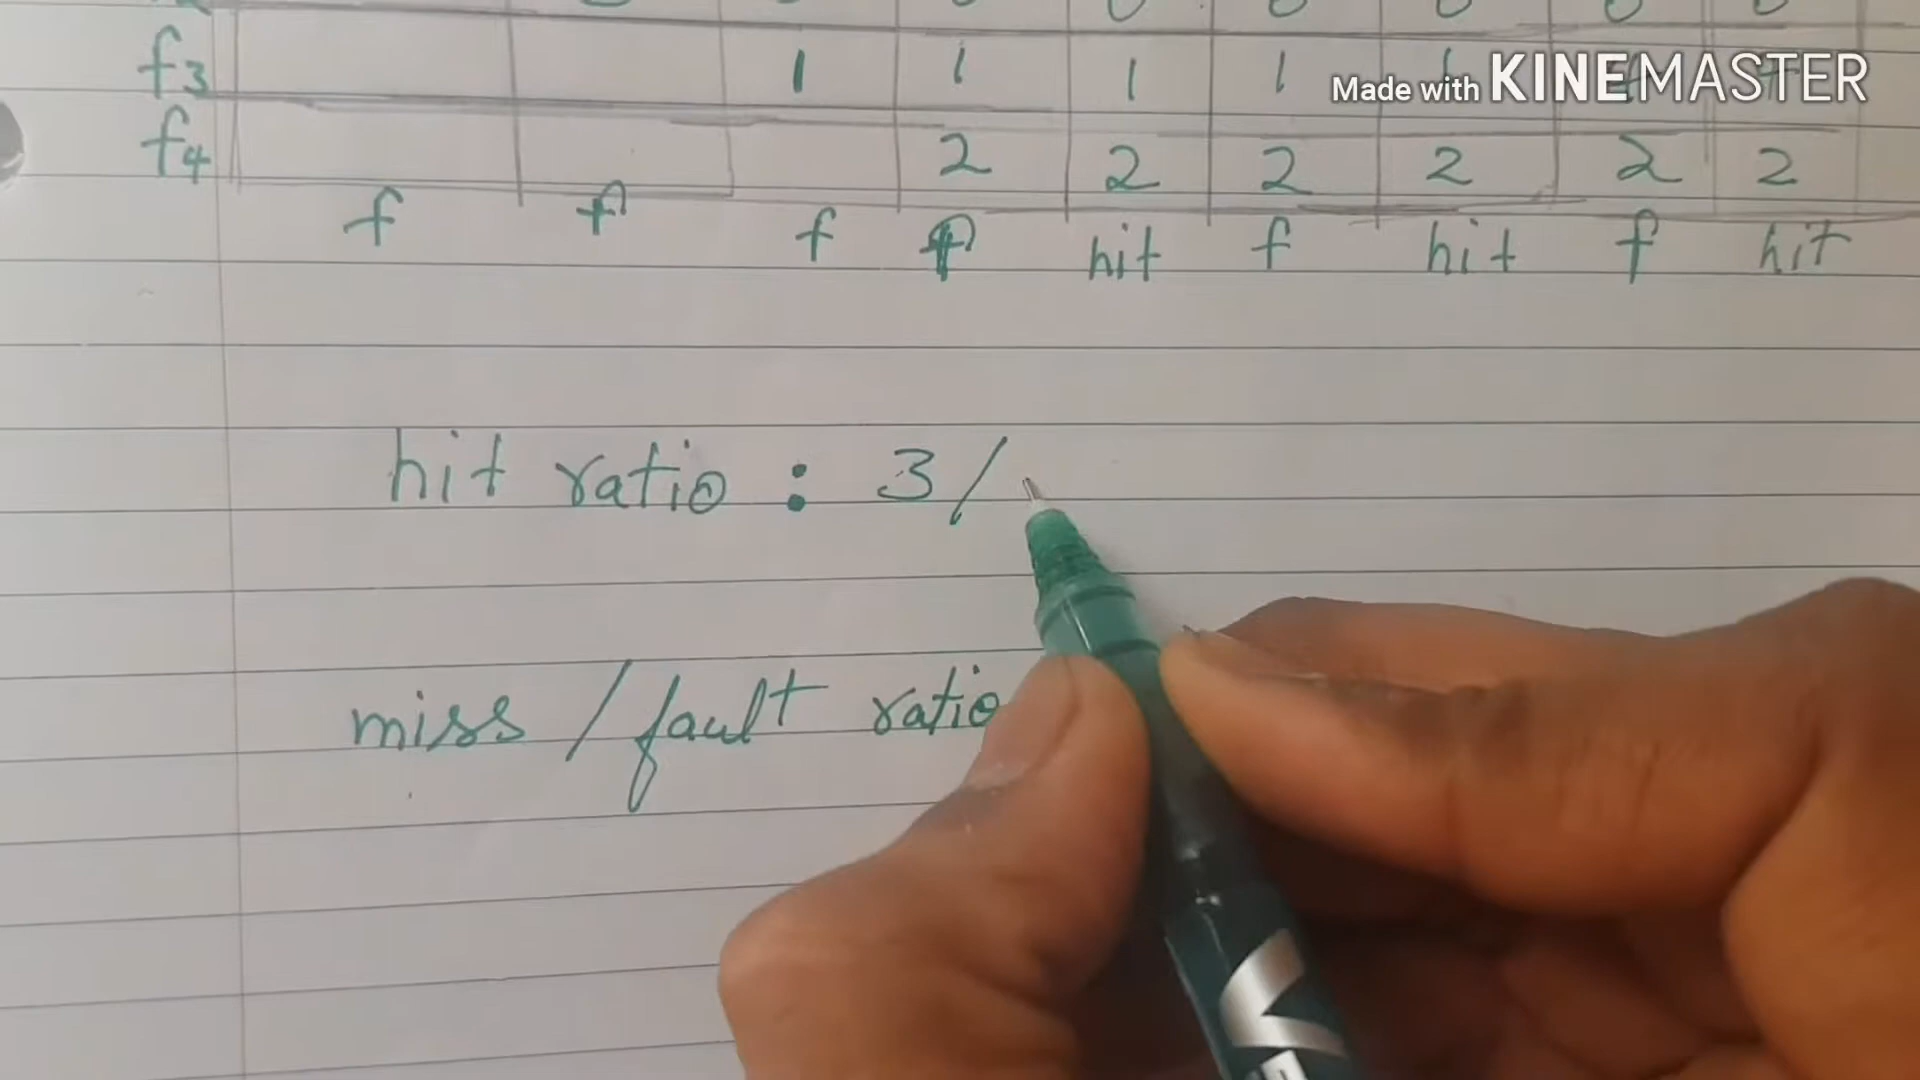 f3 1 1 1 1 1
Made with KINEMASTER
f4 2 2 2 2 2 2
f f f f hit f hit f hit
hit ratio : 3/
miss / fault ratio